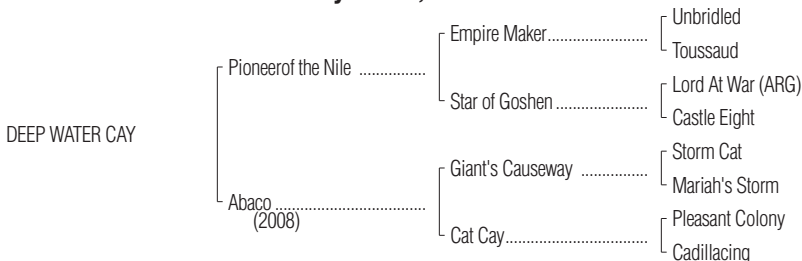 Unbridled
Empire Maker......................
Toussaud
Pioneerof the Nile ................
Lord At War (ARG)
Star of Goshen....................
Castle Eight
DEEP WATER CAY
Storm Cat
Giant's Causeway ................
Mariah's Storm
Abaco....................................
(2008)
Pleasant Colony
Cat Cay...............................
Cadillacing